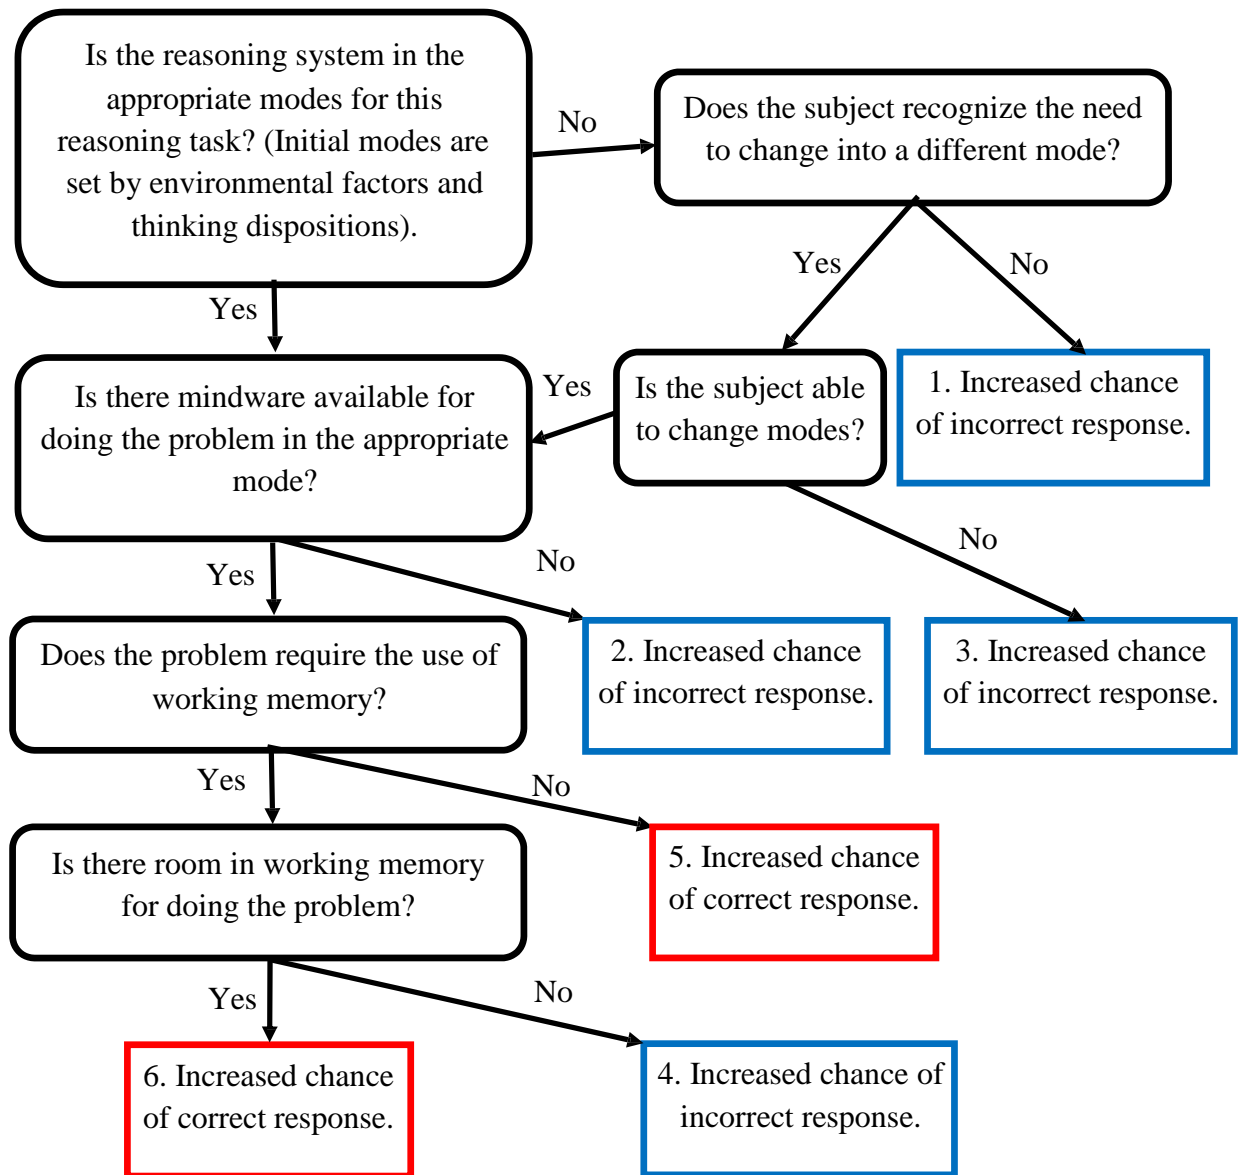 Is the reasoning system in the
appropriate modes for this
reasoning task? (Initial modes are
set by environmental factors and
thinking dispositions).
No
Does the subject recognize the need
to change into a different mode?
Yes
No
Yes
Is there mindware available for
doing the problem in the appropriate
mode?
Yes
Is the subject able
to change modes?
1. Increased chance
of incorrect response.
No
Yes
No
Does the problem require the use of
working memory?
2. Increased chance
of incorrect response.
3. Increased chance
of incorrect response.
Yes
No
Is there room in working memory
for doing the problem?
5. Increased chance
of correct response.
Yes
No
6. Increased chance
of correct response.
4. Increased chance of
incorrect response.